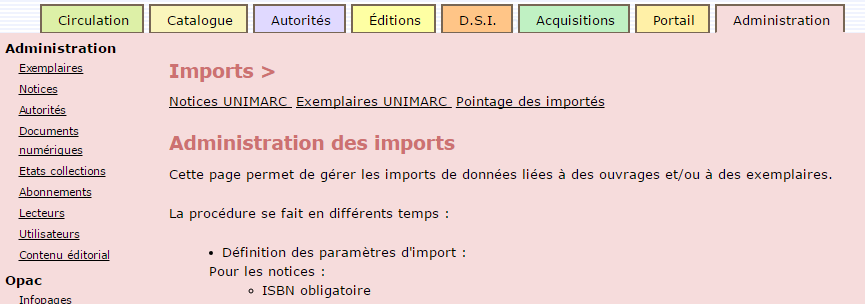 Circulation Catalogue Autorités Éditions D.S.I. Acquisitions Portail Administration
Administration
Exemplaires
Notices
Autorités
Documents
numériques
Etats collections
Abonnements
Lecteurs
Utilisateurs
Contenu éditorial
Opac
Infopages
Imports >
Notices UNIMARC Exemplaires UNIMARC Pointage des importés
Administration des imports
Cette page permet de gérer les imports de données liées à des ouvrages et/ou à des exemplaires.
La procédure se fait en différents temps :
• Définition des paramètres d'import :
Pour les notices :
◦ ISBN obligatoire